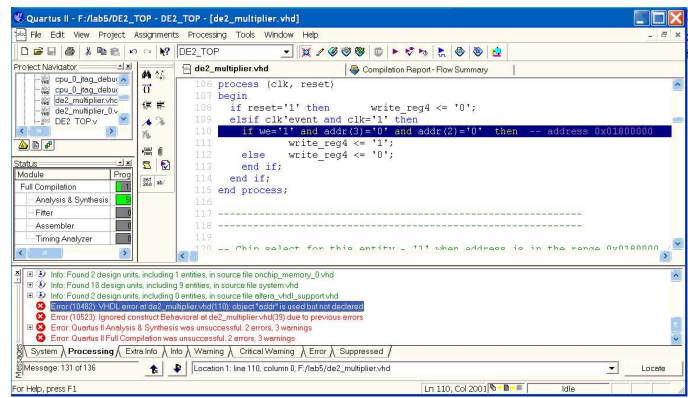 Quartus II - F:/lab5/DE2_TOP - DE2_TOP - [de2_multiplier.vhd]
File Edit View Project Assignments Processing Tools Window Help
DE2_TOP
Project Navigator
cpu_0_jtag_debu
cpu_0_jtag_debu
de2_multiplier.vhc
de2_multiplier_0.v
DE2_TOP.v
de2_multiplier.vhd
Compilation Report - Flow Summary
106 process (clk, reset)
107 begin
108 if reset='1' then write_reg4 <= '0';
109 elsif clk'event and clk='1' then
110 if we='1' and addr(3)='0' and addr(2)='0' then -- address 0x01800000
111 write_reg4 <= '1';
112 else write_reg4 <= '0';
113 end if;
114 end if;
115 end process;
116
117 ----------------------------------------------------------------
118 ----------------------------------------------------------------
119
120 -- Chip select for this entity - '1' when address is in the range 0x0180000
Status
Module Prog
Full Compilation
Analysis & Synthesis
Fitter
Assembler
Timing Analyzer
Info: Found 2 design units, including 1 entities, in source file onchip_memory_0.vhd
Info: Found 18 design units, including 9 entities, in source file system.vhd
Info: Found 2 design units, including 0 entities, in source file altera_vhdl_support.vhd
Error (10482): VHDL error at de2_multiplier.vhd(110): object "addr" is used but not declared
Error (10523): Ignored construct Behavioral at de2_multiplier.vhd(39) due to previous errors
Error: Quartus II Analysis & Synthesis was unsuccessful. 2 errors, 3 warnings
Error: Quartus II Full Compilation was unsuccessful. 2 errors, 3 warnings
System Processing Extra Info Info Warning Critical Warning Error Suppressed
Messages
Message: 131 of 136
Location 1: line 110, column 0, F:/lab5/de2_multiplier.vhd
Locate
For Help, press F1
Ln 110, Col 2001
Idle